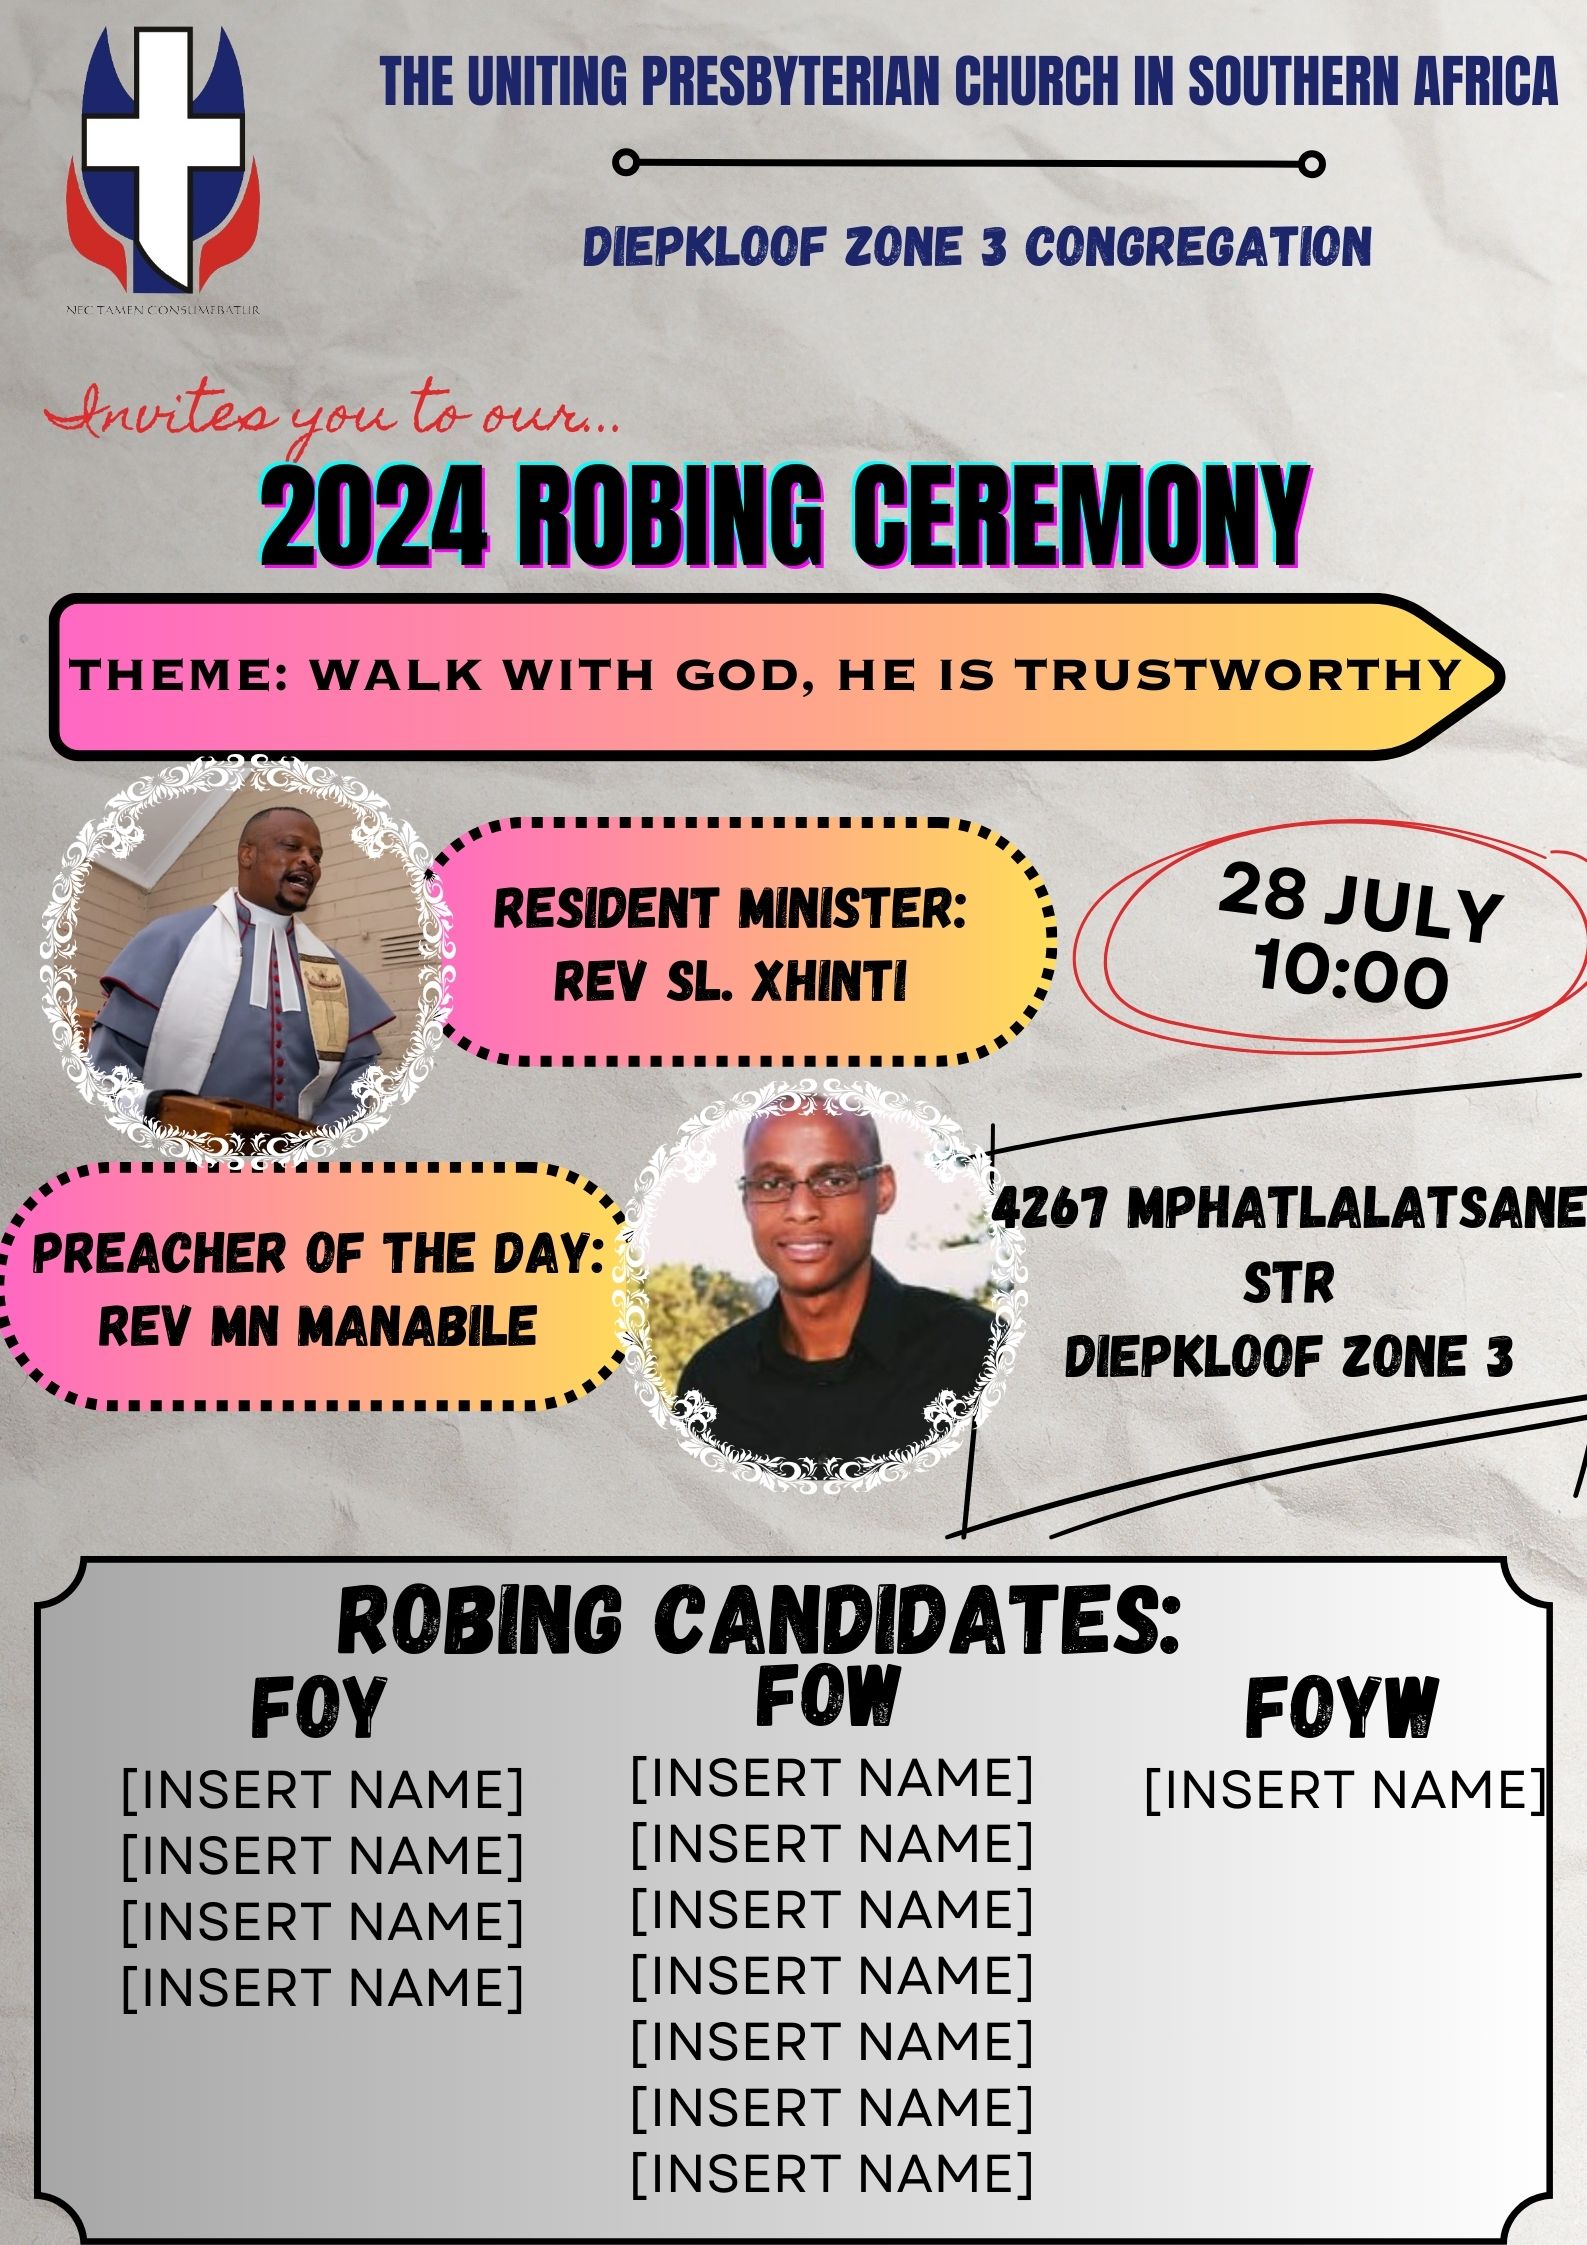 THE UNITING PRESBYTERIAN CHURCH IN SOUTHERN AFRICA
DIEPKLOOF ZONE 3 CONGREGATION
NEC TAMEN CONSUMEBATUR
Invites you to our...
2024 ROBING CEREMONY
THEME: WALK WITH GOD, HE IS TRUSTWORTHY
RESIDENT MINISTER:
REV SL. XHINTI
28 JULY
10:00
PREACHER OF THE DAY:
REV MN MANABILE
4267 MPHATLALATSANE
STR
DIEPKLOOF ZONE 3
ROBING CANDIDATES:
FOY
[INSERT NAME]
[INSERT NAME]
[INSERT NAME]
[INSERT NAME]
FOW
[INSERT NAME]
[INSERT NAME]
[INSERT NAME]
[INSERT NAME]
[INSERT NAME]
[INSERT NAME]
[INSERT NAME]
FOYW
[INSERT NAME]